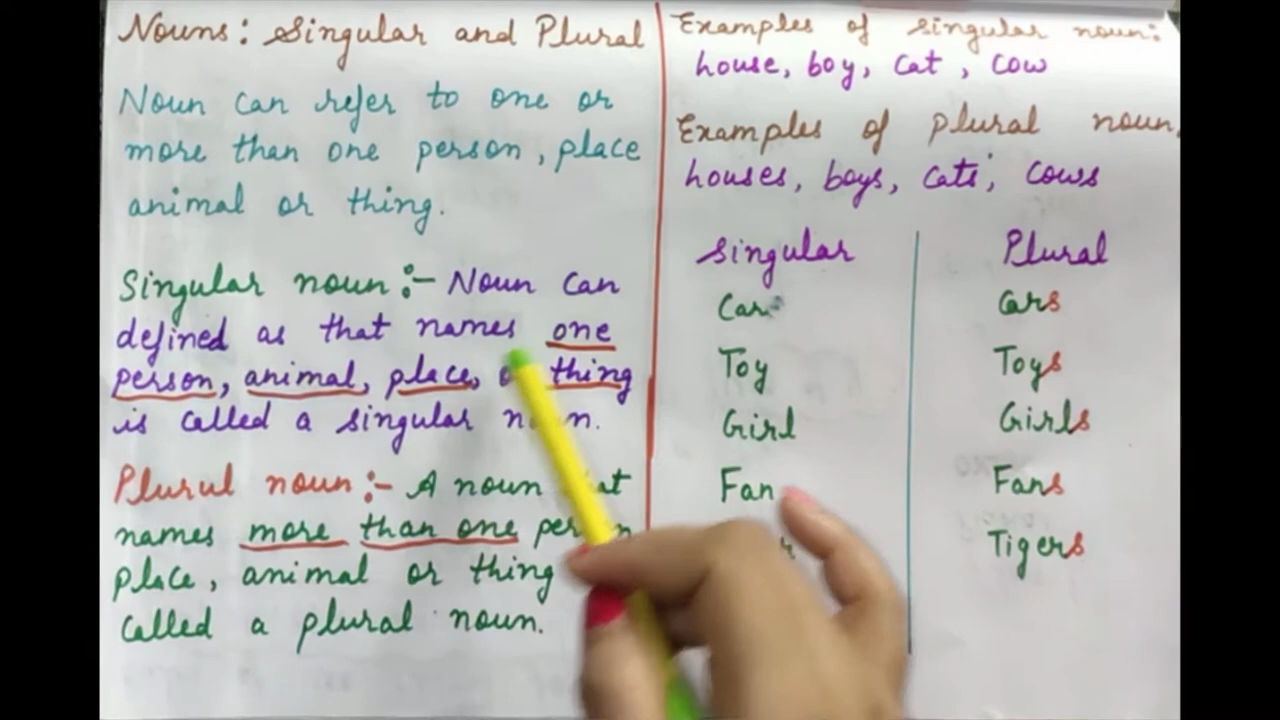 Nouns: Singular and Plural
Noun can refer to one or
more than one person, place
animal or thing.
Singular noun :- Noun can
defined as that names one
person, animal, place, thing
is called a singular
Plurul noun :- A noun
names more than one
place, animal or thing
called a plural noun.
Examples of singular noun:
house, boy, cat, cow
Examples of plural noun.
houses, boys, cats, cows
Singular Plural
Car Cars
Toy Toys
Girl Girls
Fan Fans
Tigers